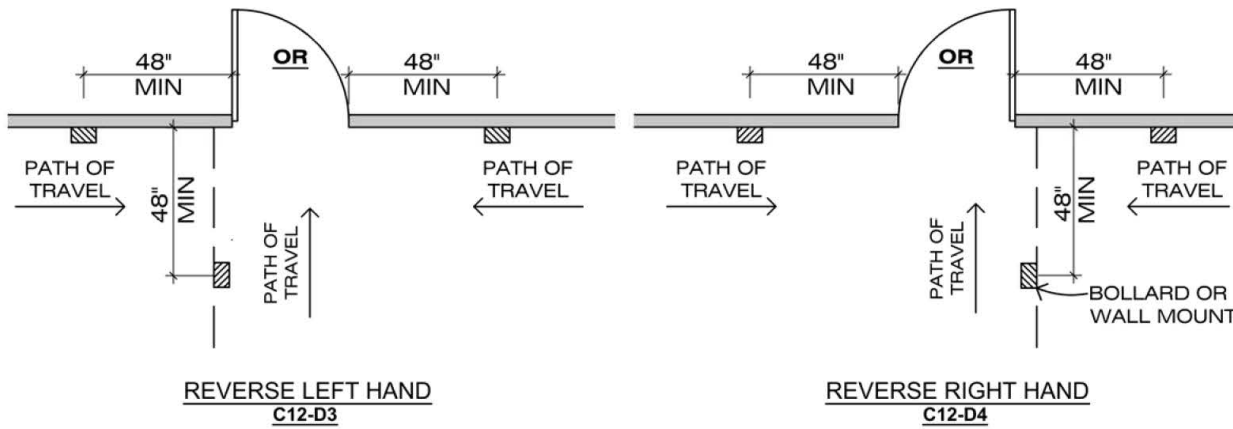 48"
MIN
OR
48"
MIN
PATH OF
TRAVEL
48"
MIN
PATH OF
TRAVEL
PATH OF
TRAVEL
REVERSE LEFT HAND
C12-D3
48"
MIN
OR
48"
MIN
PATH OF
TRAVEL
PATH OF
TRAVEL
48"
MIN
PATH OF
TRAVEL
BOLLARD OR
WALL MOUNT
REVERSE RIGHT HAND
C12-D4